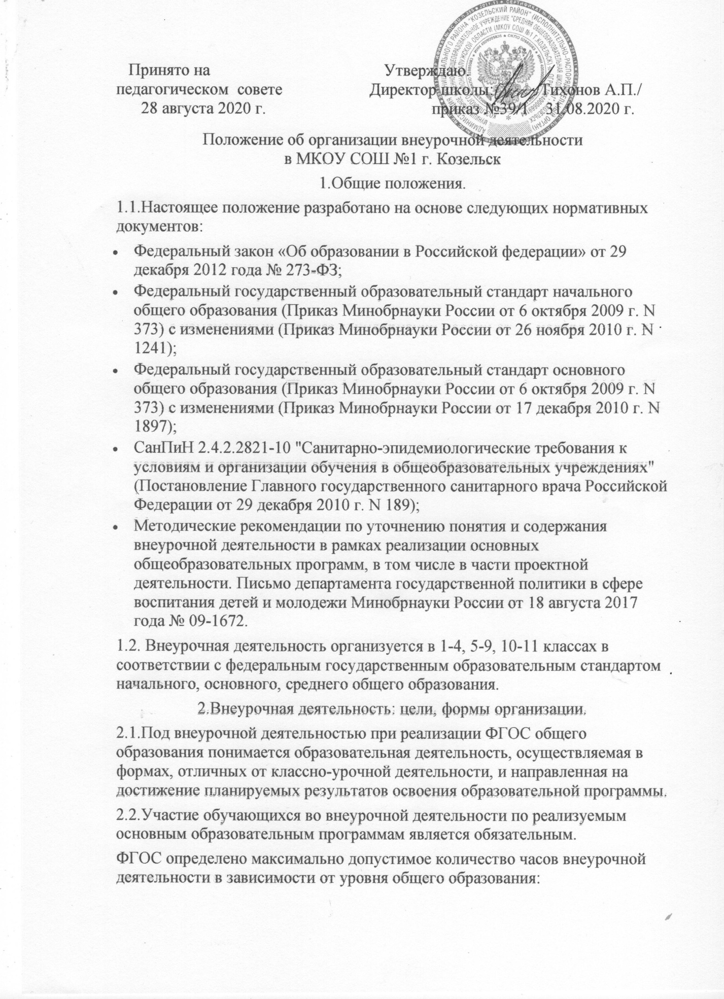 Принято на
педагогическом совете
28 августа 2020 г.
Утверждаю.
Директор школы: Тихонов А.П./
приказ №39/1 31.08.2020 г.
Положение об организации внеурочной деятельности
в МКОУ СОШ №1 г. Козельск
1.Общие положения.
1.1.Настоящее положение разработано на основе следующих нормативных
документов:
• Федеральный закон «Об образовании в Российской федерации» от 29
декабря 2012 года № 273-ФЗ;
• Федеральный государственный образовательный стандарт начального
общего образования (Приказ Минобрнауки России от 6 октября 2009 г. N
373) с изменениями (Приказ Минобрнауки России от 26 ноября 2010 г. N
1241);
• Федеральный государственный образовательный стандарт основного
общего образования (Приказ Минобрнауки России от 6 октября 2009 г. N
373) с изменениями (Приказ Минобрнауки России от 17 декабря 2010 г. N
1897);
• СанПиН 2.4.2.2821-10 "Санитарно-эпидемиологические требования к
условиям и организации обучения в общеобразовательных учреждениях"
(Постановление Главного государственного санитарного врача Российской
Федерации от 29 декабря 2010 г. N 189);
• Методические рекомендации по уточнению понятия и содержания
внеурочной деятельности в рамках реализации основных
общеобразовательных программ, в том числе в части проектной
деятельности. Письмо департамента государственной политики в сфере
воспитания детей и молодежи Минобрнауки России от 18 августа 2017
года № 09-1672.
1.2. Внеурочная деятельность организуется в 1-4, 5-9, 10-11 классах в
соответствии с федеральным государственным образовательным стандартом
начального, основного, среднего общего образования.
2.Внеурочная деятельность: цели, формы организации.
2.1.Под внеурочной деятельностью при реализации ФГОС общего
образования понимается образовательная деятельность, осуществляемая в
формах, отличных от классно-урочной деятельности, и направленная на
достижение планируемых результатов освоения образовательной программы.
2.2.Участие обучающихся во внеурочной деятельности по реализуемым
основным образовательным программам является обязательным.
ФГОС определено максимально допустимое количество часов внеурочной
деятельности в зависимости от уровня общего образования: